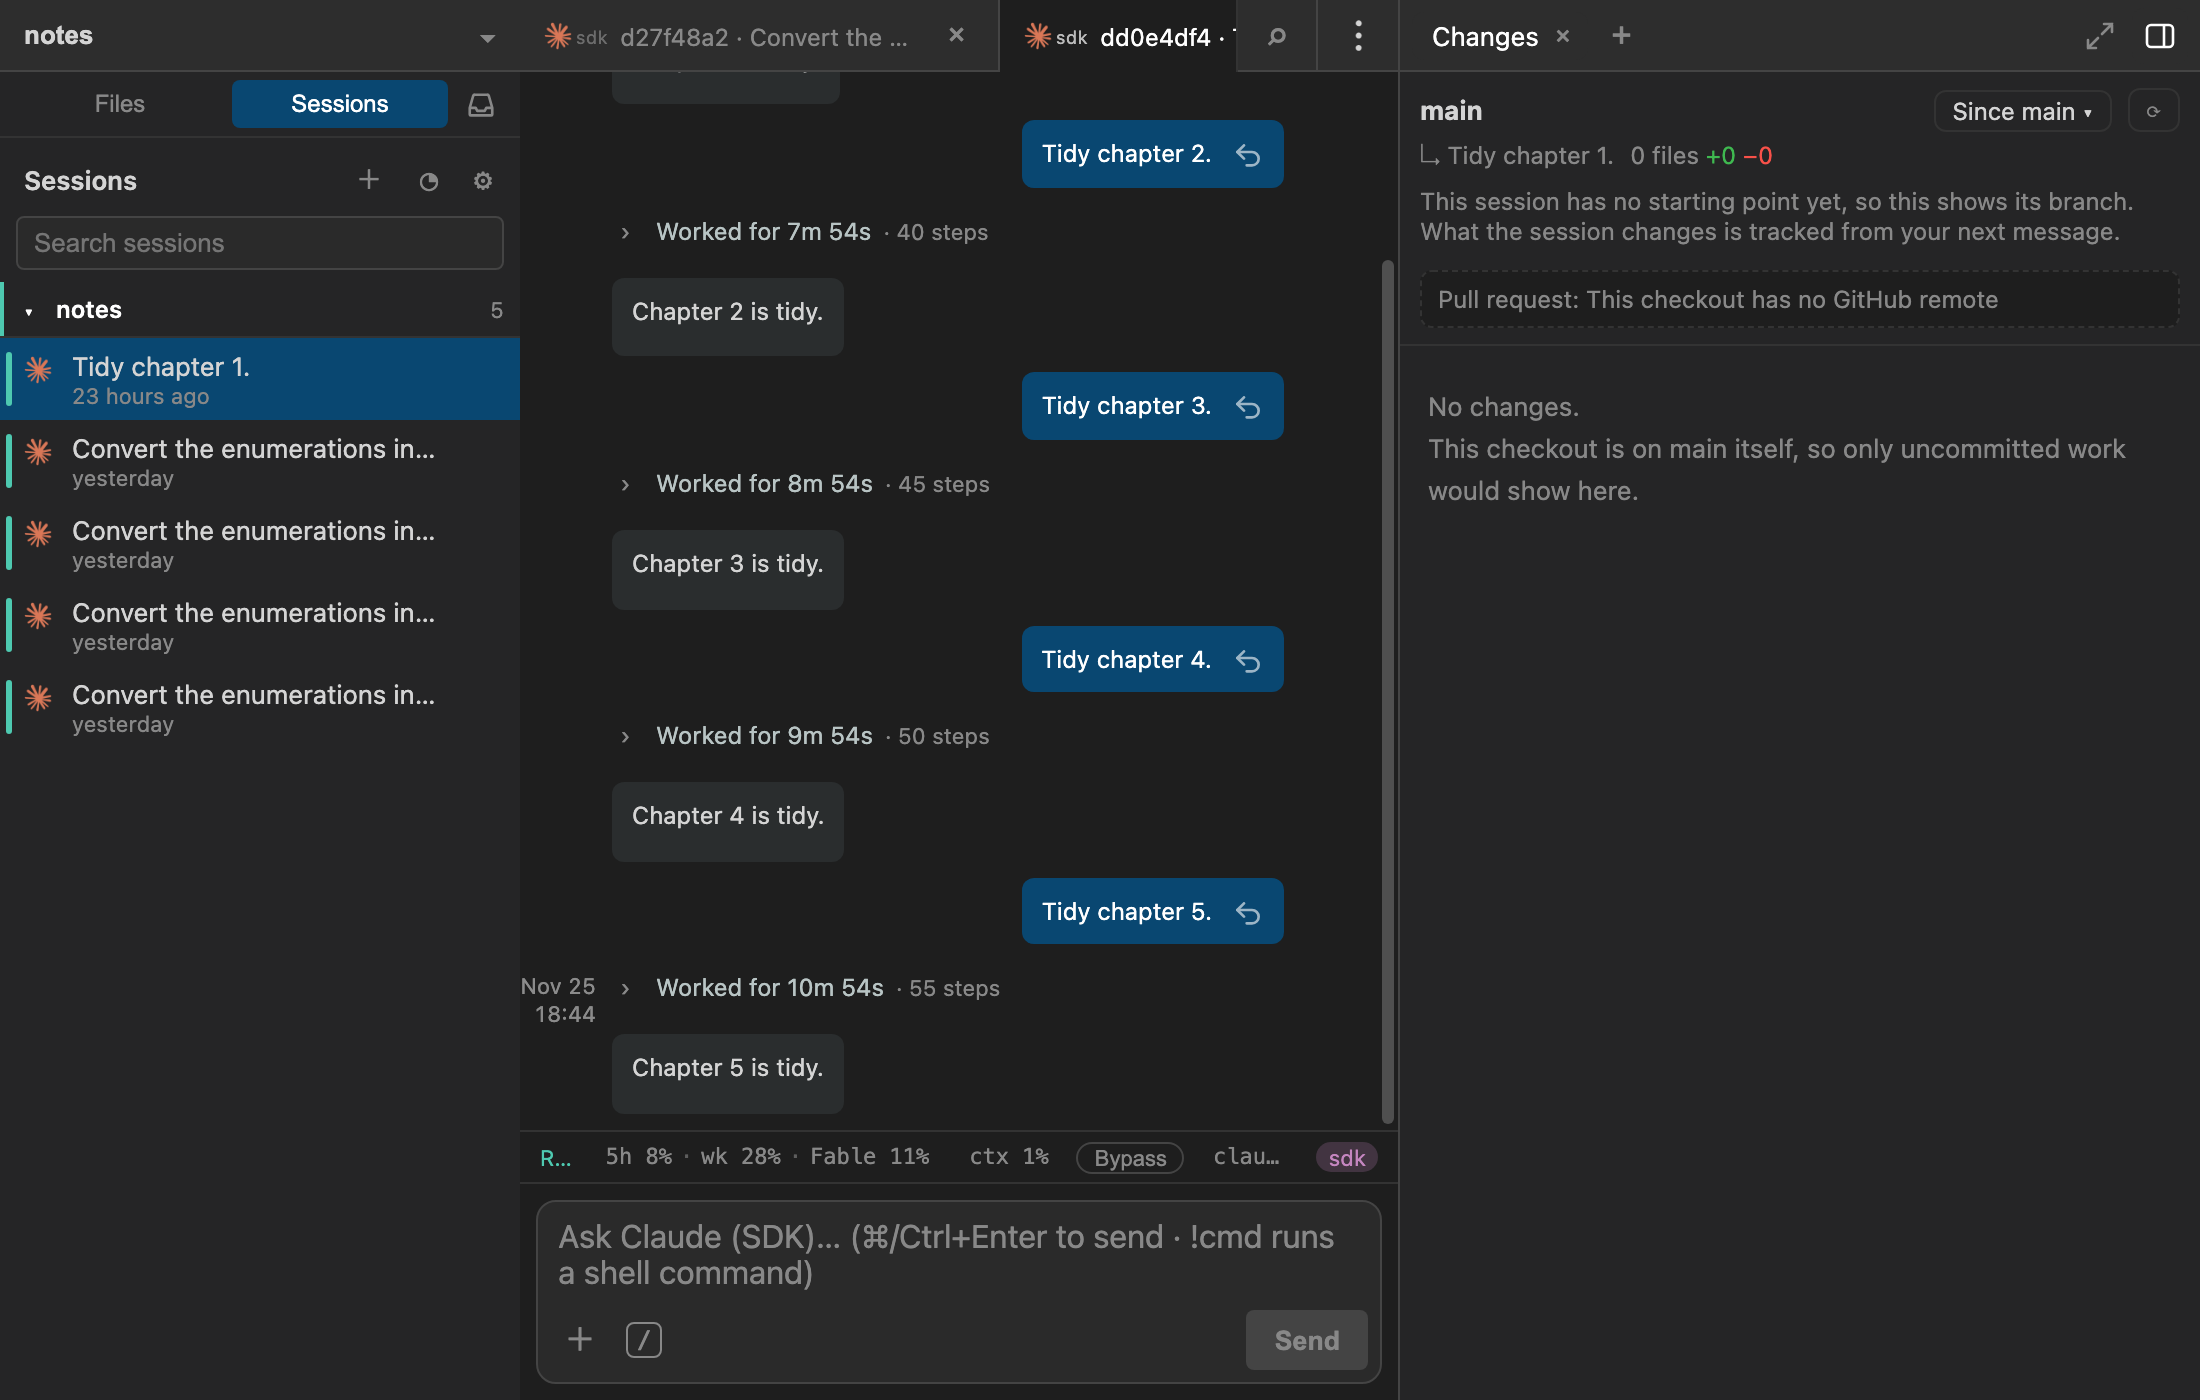 notes
sdk d27f48a2 · Convert the ...
sdk dd0e4df4 ·
Changes
Files
Sessions
Sessions
Search sessions
notes 5
Tidy chapter 1.
23 hours ago
Convert the enumerations in...
yesterday
Convert the enumerations in...
yesterday
Convert the enumerations in...
yesterday
Convert the enumerations in...
yesterday
Tidy chapter 2.
Worked for 7m 54s · 40 steps
Chapter 2 is tidy.
Tidy chapter 3.
Worked for 8m 54s · 45 steps
Chapter 3 is tidy.
Tidy chapter 4.
Worked for 9m 54s · 50 steps
Chapter 4 is tidy.
Tidy chapter 5.
Nov 25
18:44
Worked for 10m 54s · 55 steps
Chapter 5 is tidy.
R... 5h 8% · wk 28% · Fable 11% ctx 1% Bypass clau... sdk
Ask Claude (SDK)... (⌘/Ctrl+Enter to send · !cmd runs
a shell command)
/
Send
main
Since main
Tidy chapter 1. 0 files +0 −0
This session has no starting point yet, so this shows its branch.
What the session changes is tracked from your next message.
Pull request: This checkout has no GitHub remote
No changes.
This checkout is on main itself, so only uncommitted work
would show here.